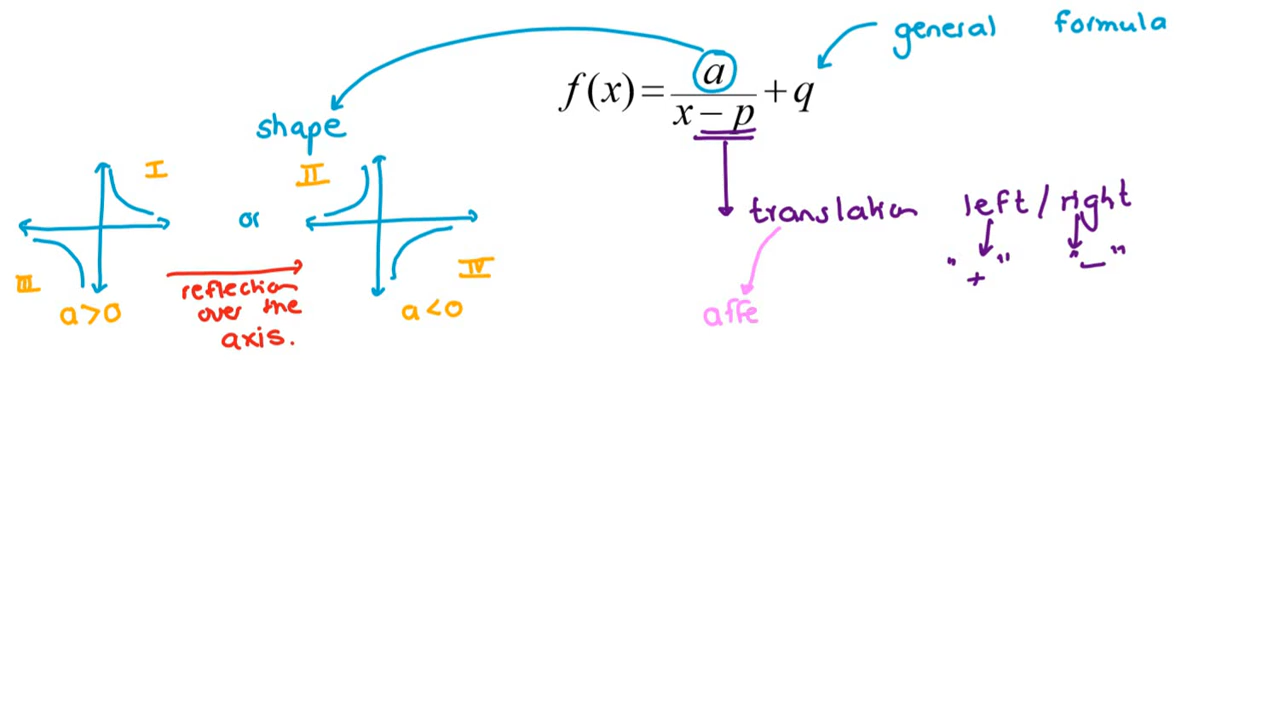 general formula
f(x) = a/(x − p) + q
shape
I
II
or
translation left/right
"+" "–"
III
IV
reflection
over the
axis.
a>0
a<0
affe